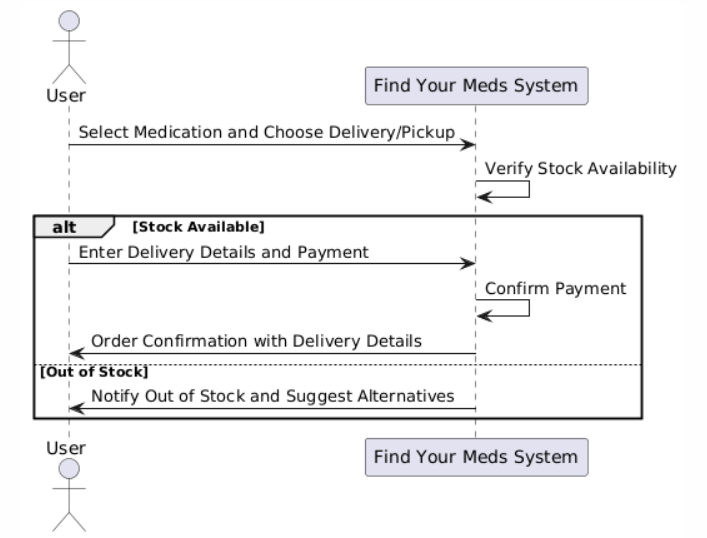 User
Find Your Meds System
Select Medication and Choose Delivery/Pickup
Verify Stock Availability
alt [Stock Available]
Enter Delivery Details and Payment
Confirm Payment
Order Confirmation with Delivery Details
[Out of Stock]
Notify Out of Stock and Suggest Alternatives
User
Find Your Meds System